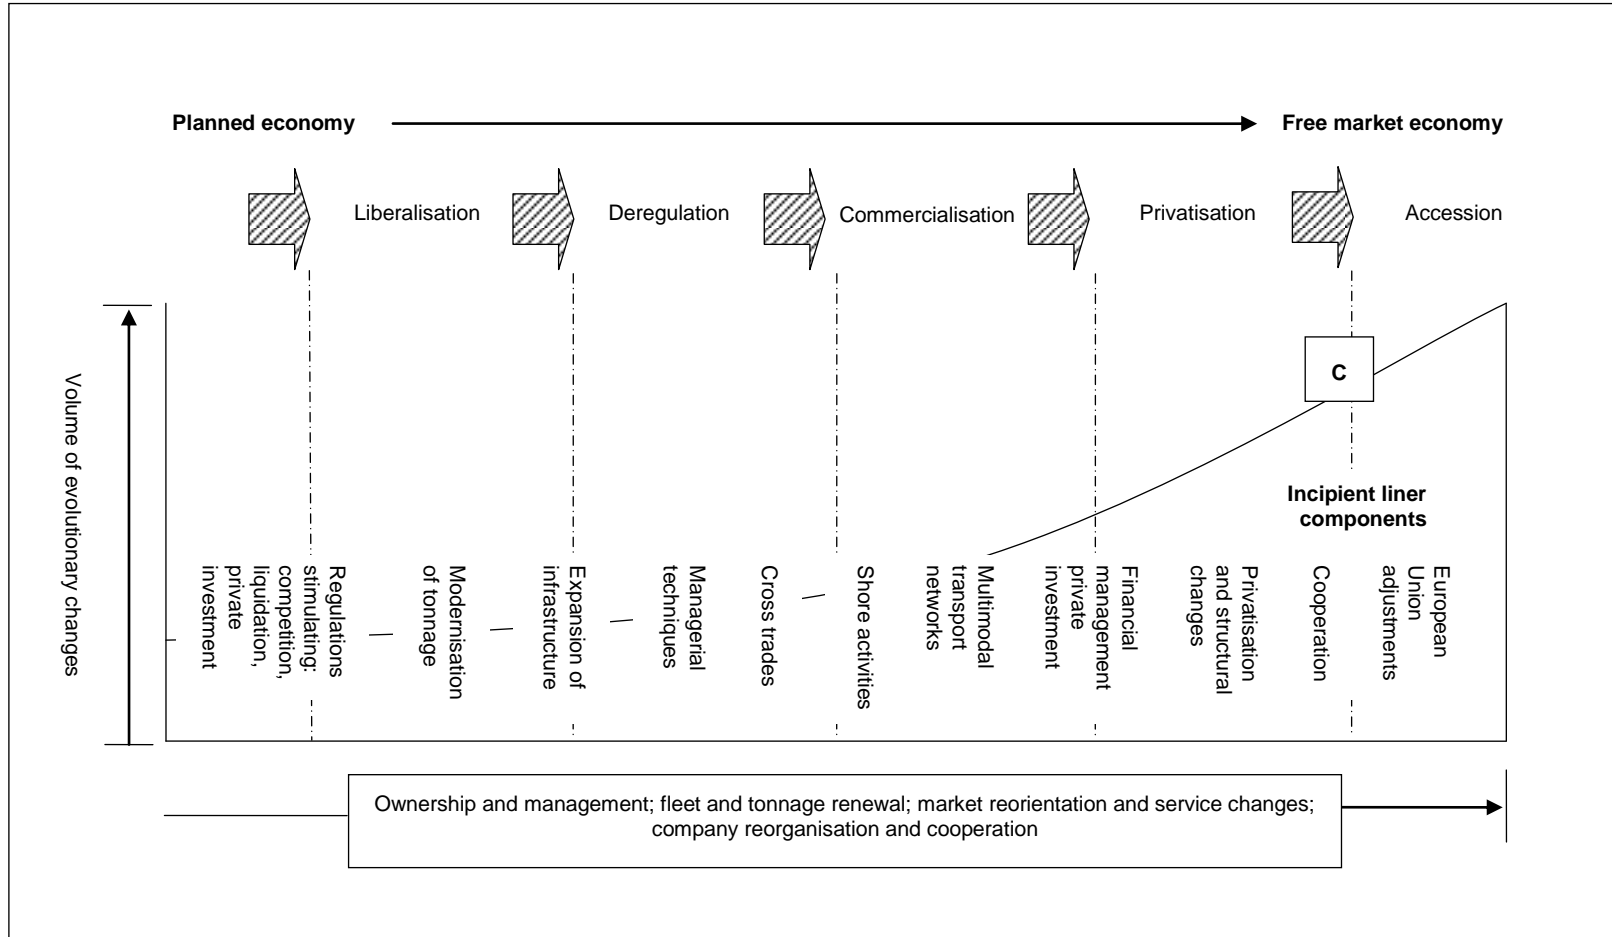 Planned economy
Free market economy
Liberalisation
Deregulation
Commercialisation
Privatisation
Accession
Volume of evolutionary changes
C
Incipient liner
components
Regulations
stimulating:
competition,
liquidation,
private
investment
Modernisation
of tonnage
Expansion of
infrastructure
Managerial
techniques
Cross trades
Shore activities
Multimodal
transport
networks
Financial
management
private
investment
Privatisation
and structural
changes
Cooperation
European
Union
adjustments
Ownership and management; fleet and tonnage renewal; market reorientation and service changes;
company reorganisation and cooperation